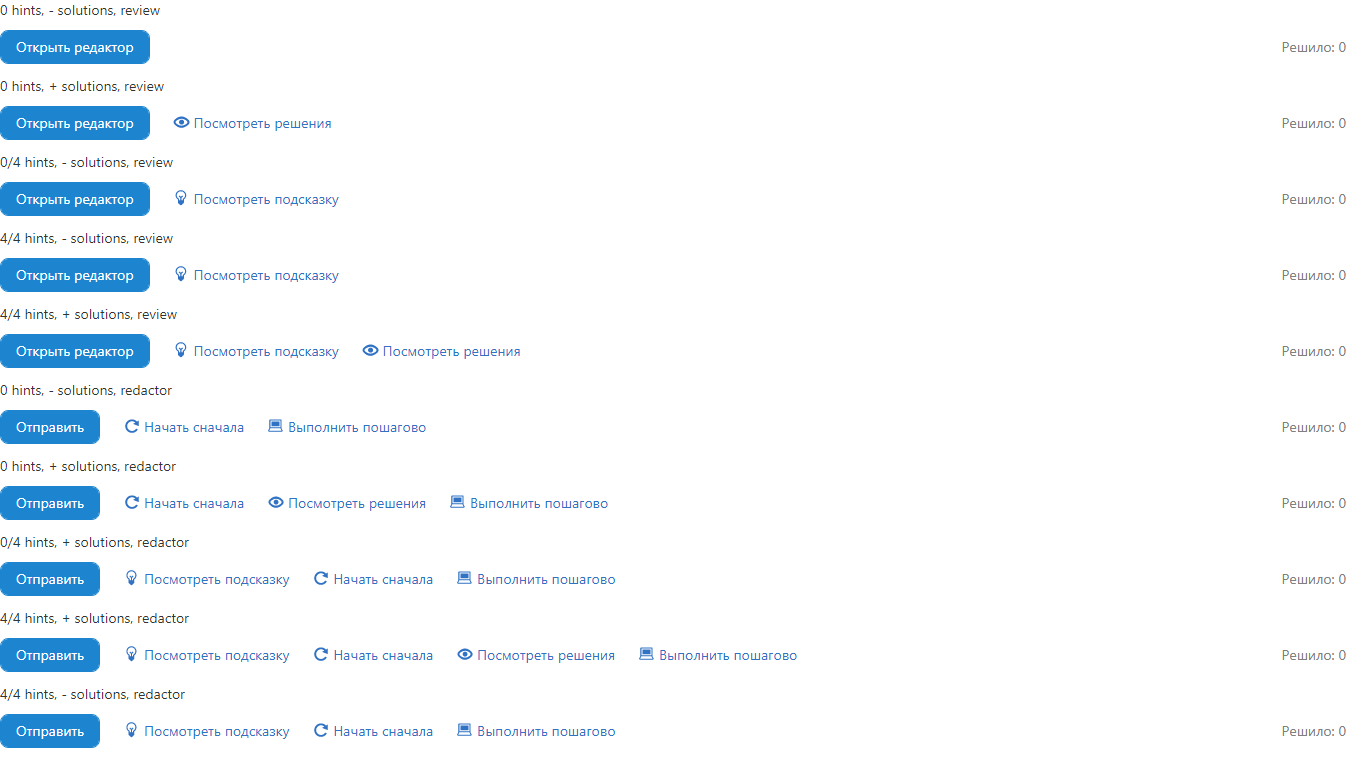 0 hints, - solutions, review
Открыть редактор Решило: 0
0 hints, + solutions, review
Открыть редактор Посмотреть решения Решило: 0
0/4 hints, - solutions, review
Открыть редактор Посмотреть подсказку Решило: 0
4/4 hints, - solutions, review
Открыть редактор Посмотреть подсказку Решило: 0
4/4 hints, + solutions, review
Открыть редактор Посмотреть подсказку Посмотреть решения Решило: 0
0 hints, - solutions, redactor
Отправить Начать сначала Выполнить пошагово Решило: 0
0 hints, + solutions, redactor
Отправить Начать сначала Посмотреть решения Выполнить пошагово Решило: 0
0/4 hints, + solutions, redactor
Отправить Посмотреть подсказку Начать сначала Выполнить пошагово Решило: 0
4/4 hints, + solutions, redactor
Отправить Посмотреть подсказку Начать сначала Посмотреть решения Выполнить пошагово Решило: 0
4/4 hints, - solutions, redactor
Отправить Посмотреть подсказку Начать сначала Выполнить пошагово Решило: 0